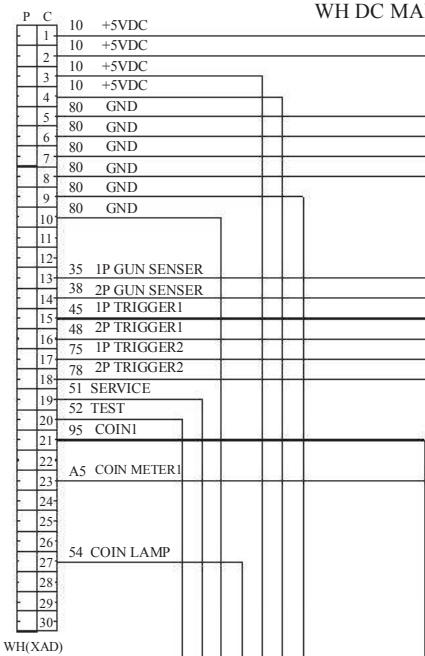 WH DC MA
P C
10 +5VDC
1
10 +5VDC
2
10 +5VDC
3
10 +5VDC
4
80 GND
5
80 GND
6
80 GND
7
80 GND
8
80 GND
9
80 GND
10
11
12
35 1P GUN SENSER
13
38 2P GUN SENSER
14
45 1P TRIGGER1
15
48 2P TRIGGER1
16
75 1P TRIGGER2
17
78 2P TRIGGER2
18
51 SERVICE
19
52 TEST
20
95 COIN1
21
22
A5 COIN METER1
23
24
25
26
54 COIN LAMP
27
28
29
30
WH(XAD)